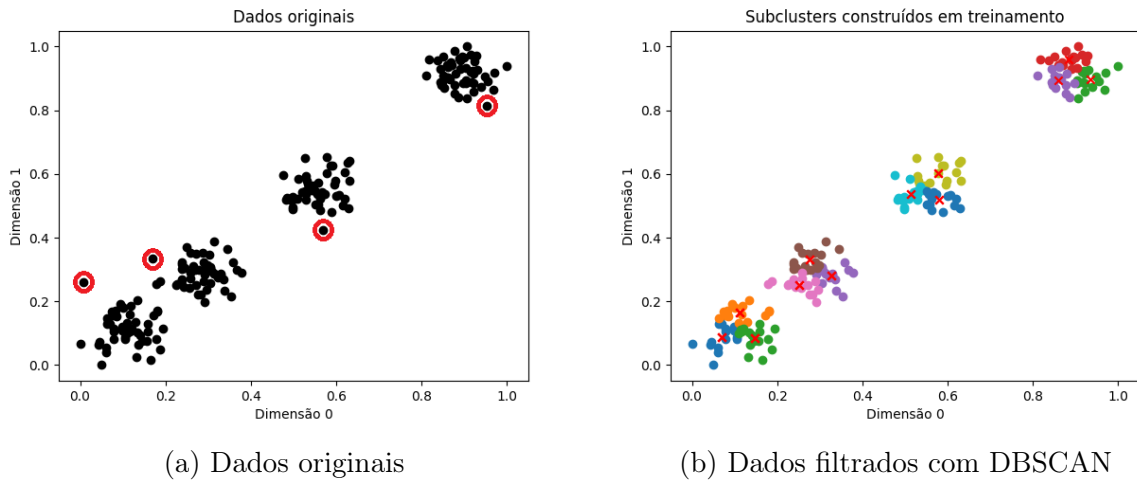 Dados originais
1.0
0.8
0.6
0.4
0.2
0.0
Dimensão 1
0.0 0.2 0.4 0.6 0.8 1.0
Dimensão 0
(a) Dados originais
Subclusters construídos em treinamento
1.0
0.8
0.6
0.4
0.2
0.0
Dimensão 1
0.0 0.2 0.4 0.6 0.8 1.0
Dimensão 0
(b) Dados filtrados com DBSCAN